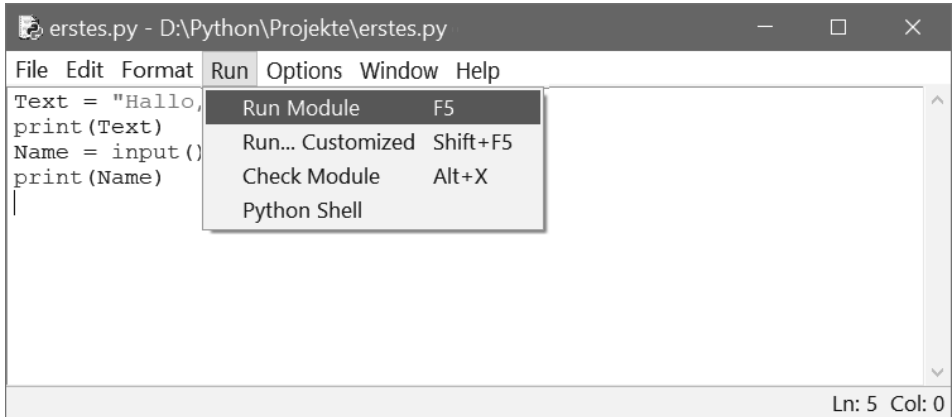 erstes.py - D:\Python\Projekte\erstes.py
File Edit Format Run Options Window Help
Text = "Hallo,
print(Text)
Name = input()
print(Name)
Run Module F5
Run... Customized Shift+F5
Check Module Alt+X
Python Shell
Ln: 5 Col: 0